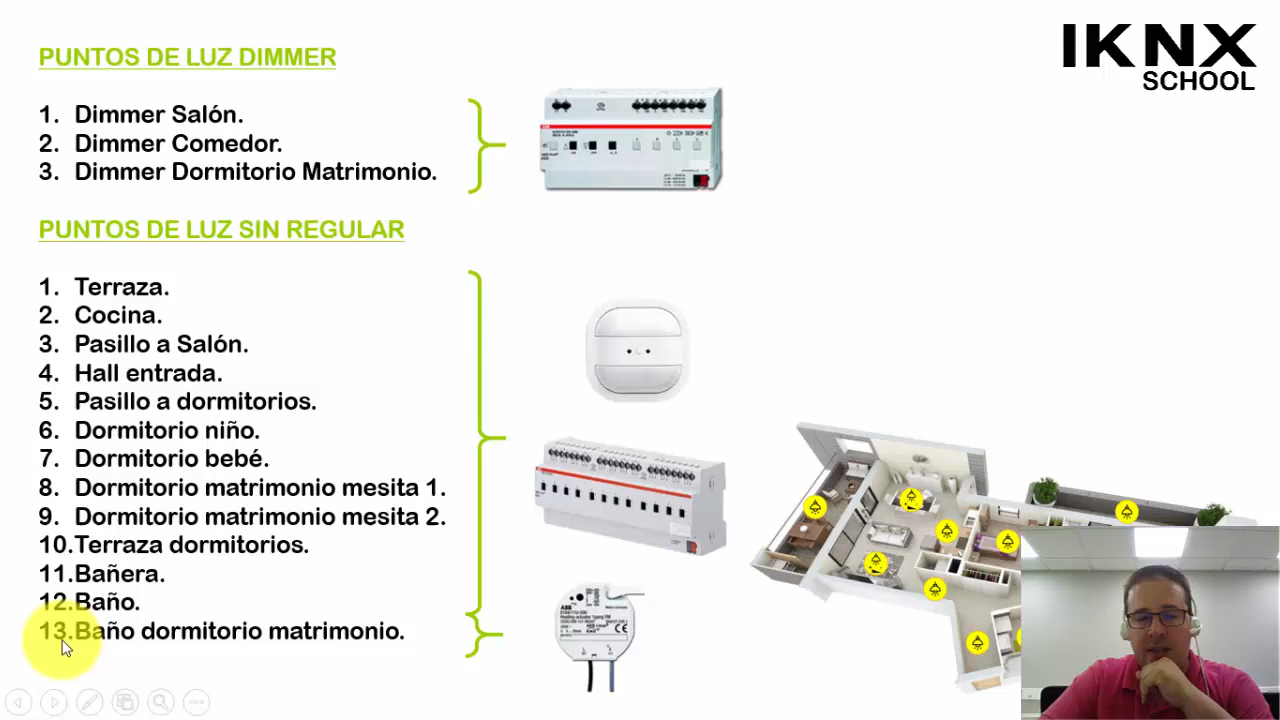 IKNX
SCHOOL
PUNTOS DE LUZ DIMMER
1. Dimmer Salón.
2. Dimmer Comedor.
3. Dimmer Dormitorio Matrimonio.
PUNTOS DE LUZ SIN REGULAR
1. Terraza.
2. Cocina.
3. Pasillo a Salón.
4. Hall entrada.
5. Pasillo a dormitorios.
6. Dormitorio niño.
7. Dormitorio bebé.
8. Dormitorio matrimonio mesita 1.
9. Dormitorio matrimonio mesita 2.
10.Terraza dormitorios.
11.Bañera.
12.Baño.
13.Baño dormitorio matrimonio.
ABB